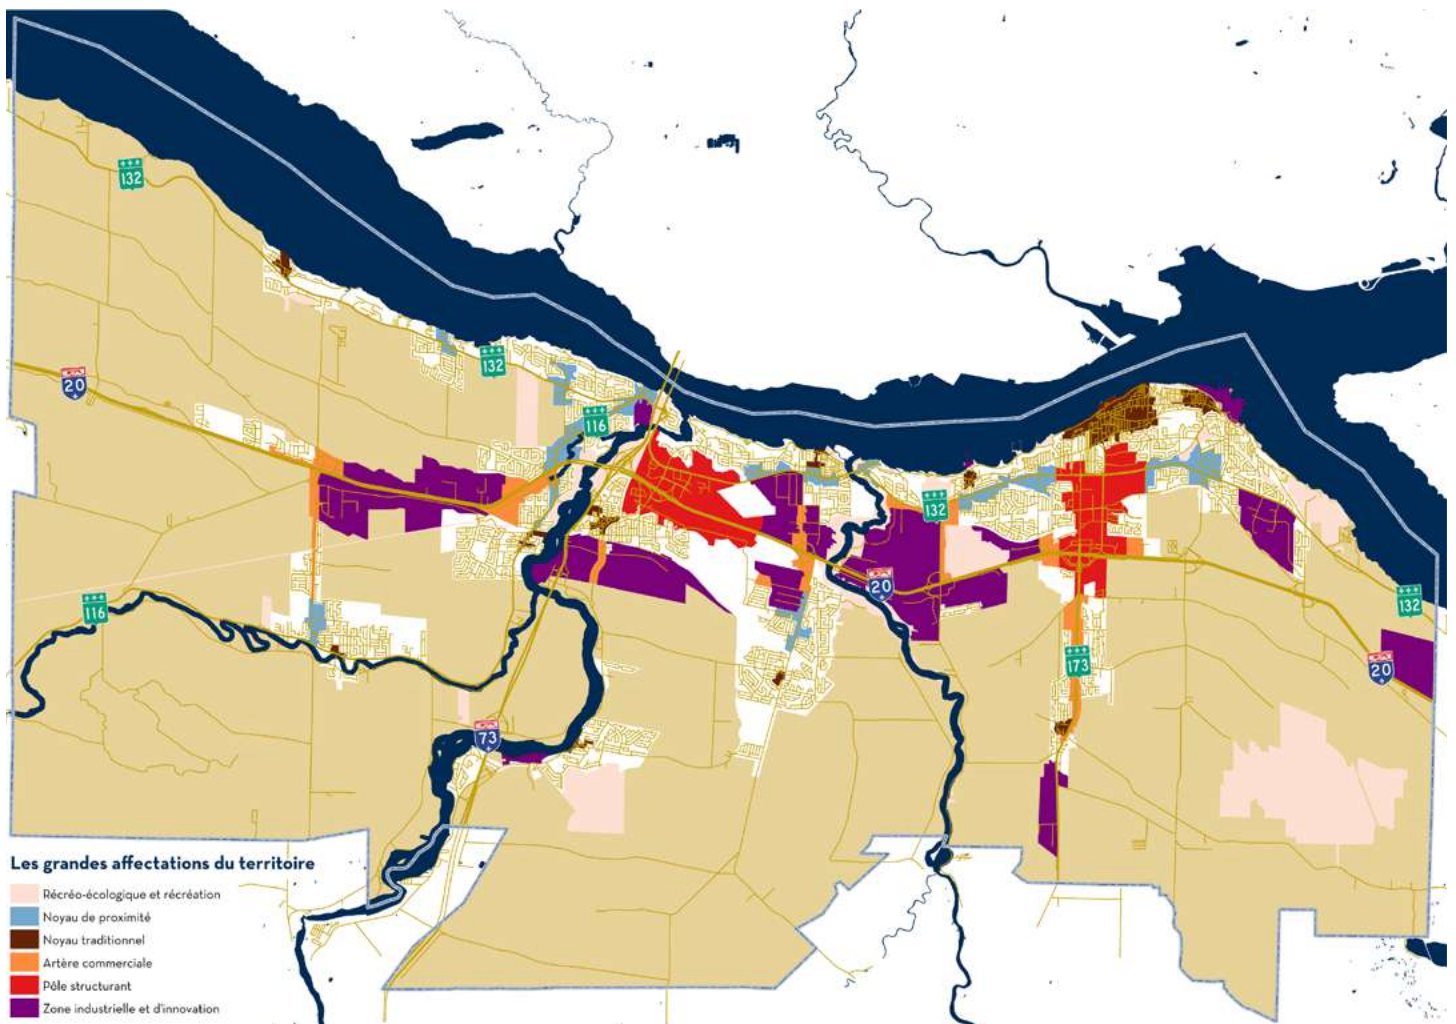 132
132
20
116
132
20
116
132
173
20
73
Les grandes affectations du territoire
Récréo-écologique et récréation
Noyau de proximité
Noyau traditionnel
Artère commerciale
Pôle structurant
Zone industrielle et d'innovation